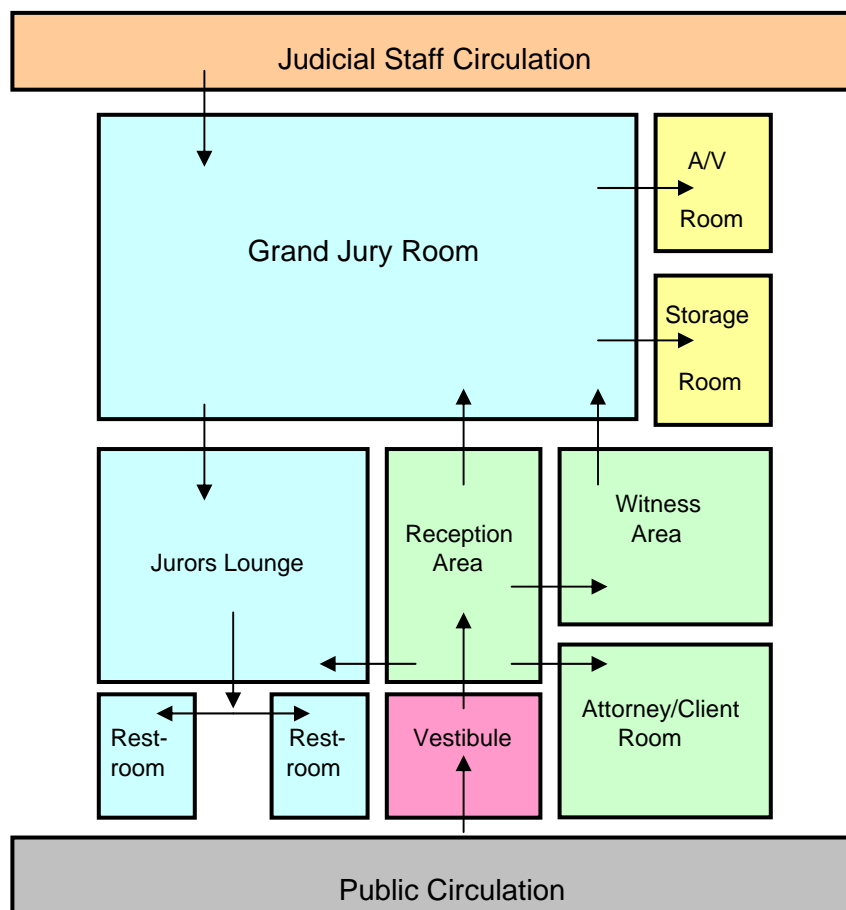 Judicial Staff Circulation
A/V
Room
Grand Jury Room
Storage
Room
Jurors Lounge
Reception
Area
Witness
Area
Rest-
room
Rest-
room
Vestibule
Attorney/Client
Room
Public Circulation